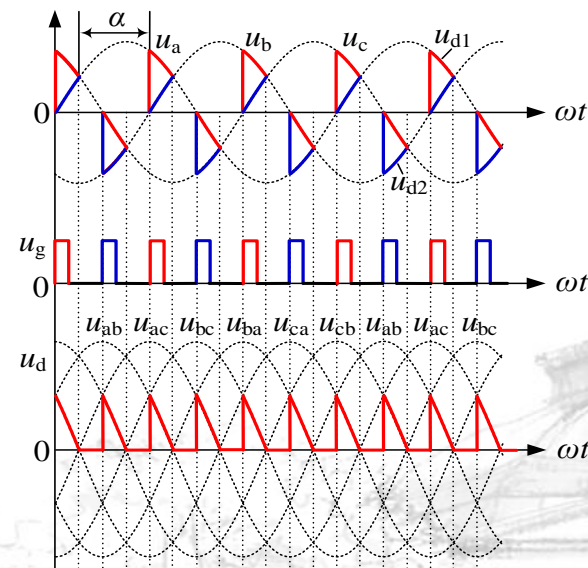 α
u_a u_b u_c u_d1
0 ωt
u_d2
u_g
0 ωt
u_ab u_ac u_bc u_ba u_ca u_cb u_ab u_ac u_bc
u_d
0 ωt